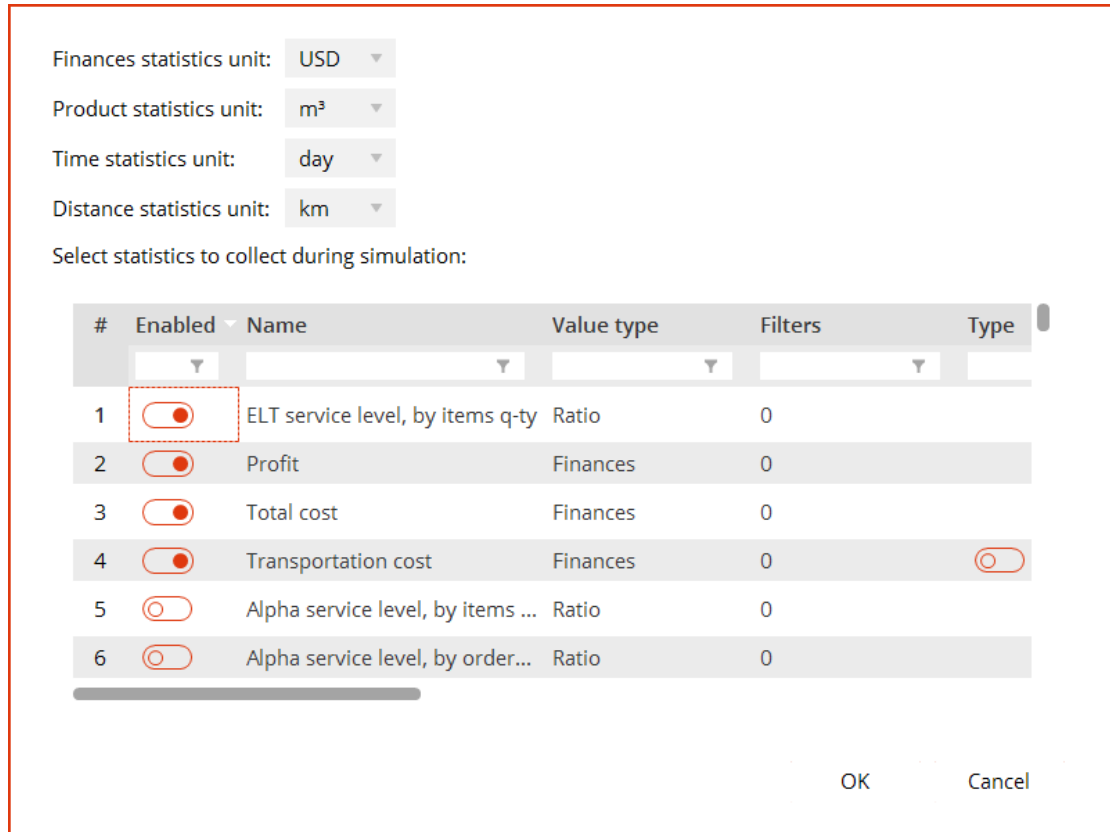 Finances statistics unit: USD
Product statistics unit: m³
Time statistics unit: day
Distance statistics unit: km
Select statistics to collect during simulation:
# Enabled Name Value type Filters Type
1 ELT service level, by items q-ty Ratio 0
2 Profit Finances 0
3 Total cost Finances 0
4 Transportation cost Finances 0
5 Alpha service level, by items ... Ratio 0
6 Alpha service level, by order... Ratio 0
OK Cancel